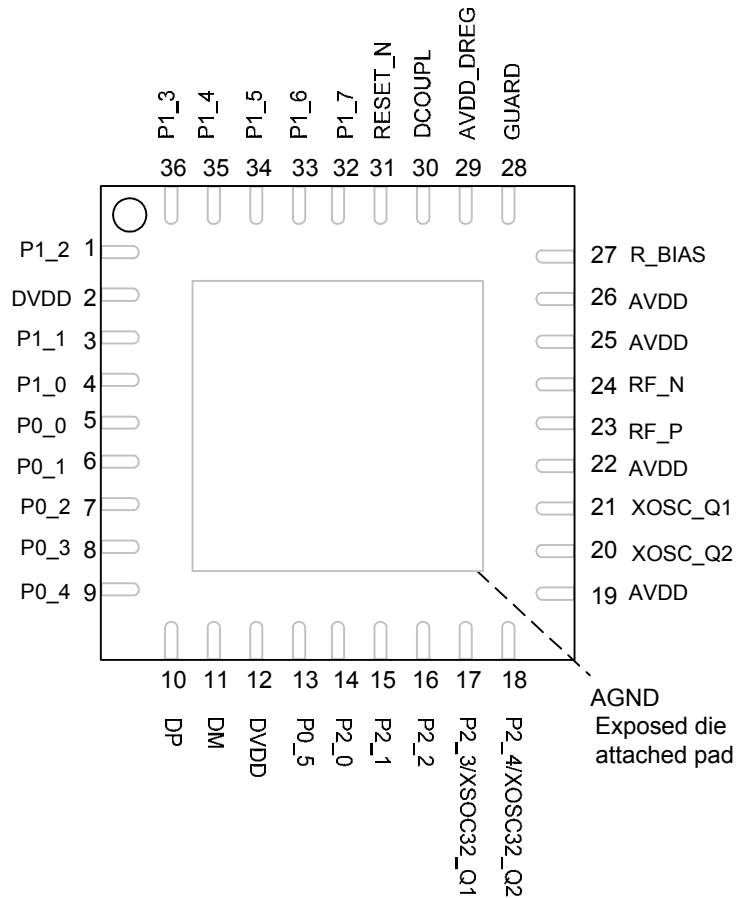 P1_3
P1_4
P1_5
P1_6
P1_7
RESET_N
DCOUPL
AVDD_DREG
GUARD
36 35 34 33 32 31 30 29 28
P1_2 1
DVDD 2
P1_1 3
P1_0 4
P0_0 5
P0_1 6
P0_2 7
P0_3 8
P0_4 9
27 R_BIAS
26 AVDD
25 AVDD
24 RF_N
23 RF_P
22 AVDD
21 XOSC_Q1
20 XOSC_Q2
19 AVDD
10 11 12 13 14 15 16 17 18
DP
DM
DVDD
P0_5
P2_0
P2_1
P2_2
P2_3/XSOC32_Q1
P2_4/XOSC32_Q2
AGND
Exposed die
attached pad